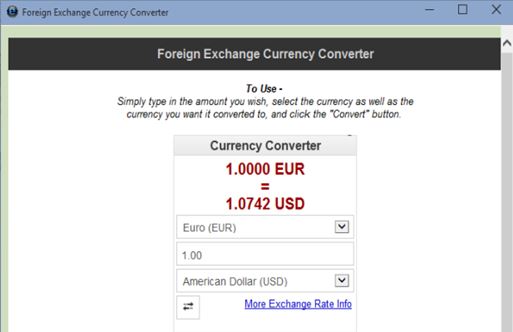 Foreign Exchange Currency Converter
Foreign Exchange Currency Converter
To Use -
Simply type in the amount you wish, select the currency as well as the
currency you want it converted to, and click the "Convert" button.
Currency Converter
1.0000 EUR
=
1.0742 USD
Euro (EUR)
1.00
American Dollar (USD)
More Exchange Rate Info